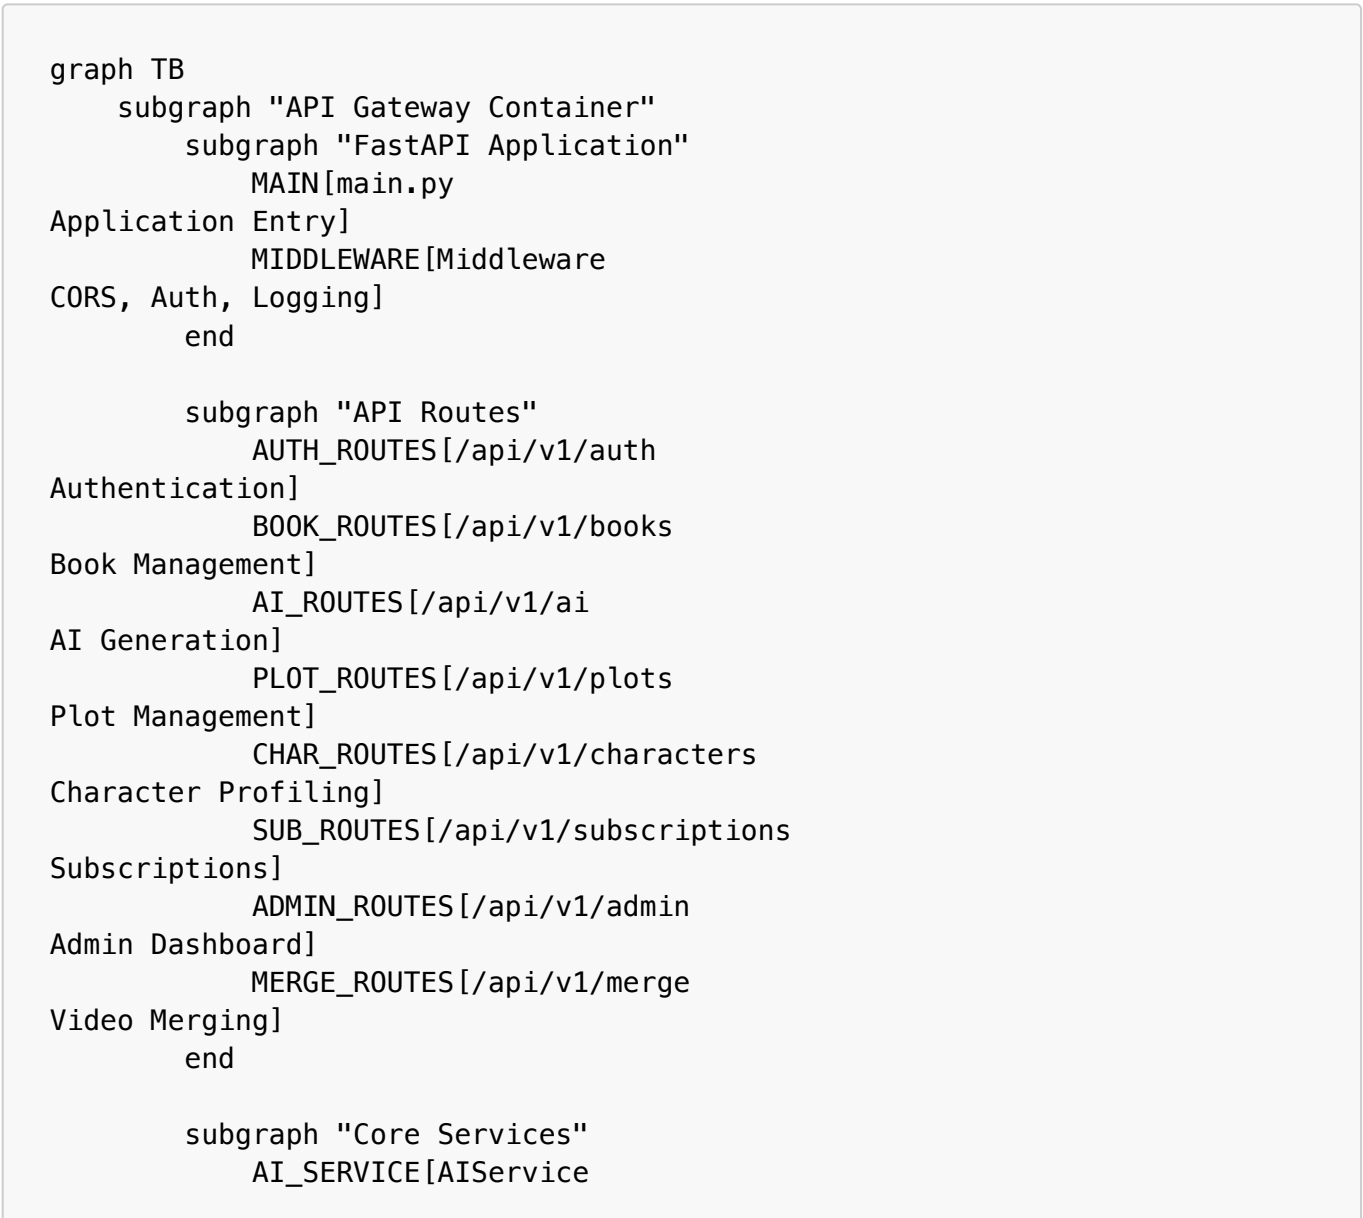 graph TB
    subgraph "API Gateway Container"
        subgraph "FastAPI Application"
            MAIN[main.py
Application Entry]
            MIDDLEWARE[Middleware
CORS, Auth, Logging]
        end

        subgraph "API Routes"
            AUTH_ROUTES[/api/v1/auth
Authentication]
            BOOK_ROUTES[/api/v1/books
Book Management]
            AI_ROUTES[/api/v1/ai
AI Generation]
            PLOT_ROUTES[/api/v1/plots
Plot Management]
            CHAR_ROUTES[/api/v1/characters
Character Profiling]
            SUB_ROUTES[/api/v1/subscriptions
Subscriptions]
            ADMIN_ROUTES[/api/v1/admin
Admin Dashboard]
            MERGE_ROUTES[/api/v1/merge
Video Merging]
        end

        subgraph "Core Services"
            AI_SERVICE[AIService